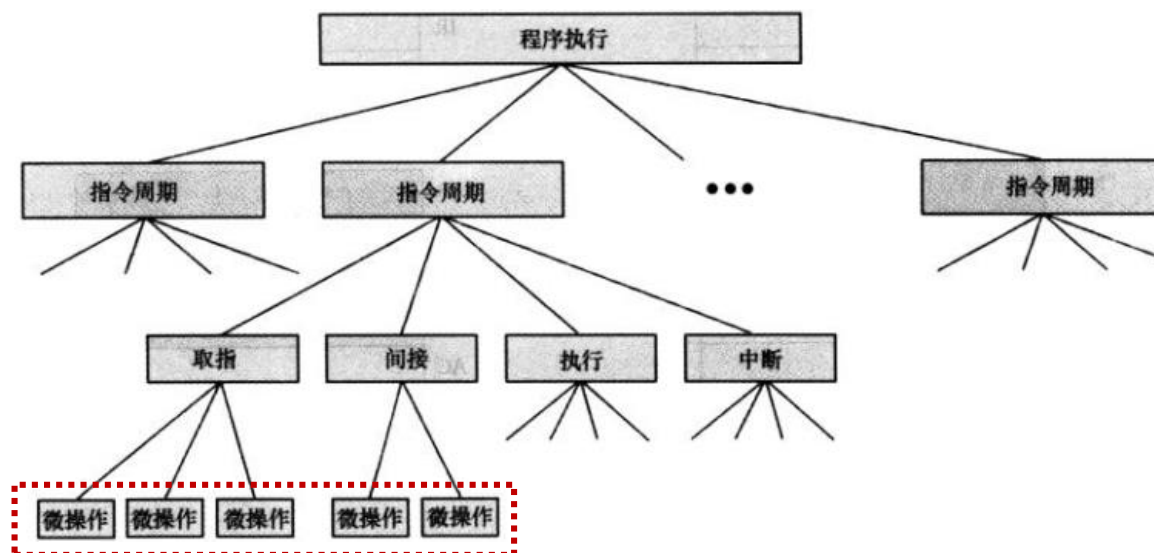 程序执行
指令周期
指令周期
•••
指令周期
取指
间接
执行
中断
微操作
微操作
微操作
微操作
微操作